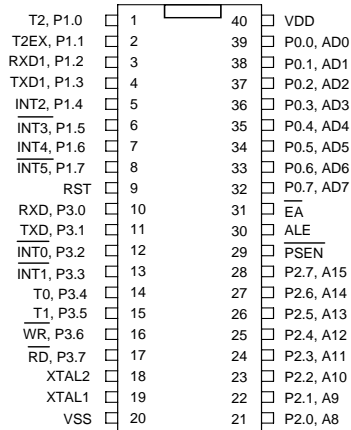 T2, P1.0 1 40 VDD
T2EX, P1.1 2 39 P0.0, AD0
RXD1, P1.2 3 38 P0.1, AD1
TXD1, P1.3 4 37 P0.2, AD2
INT2, P1.4 5 36 P0.3, AD3
INT3, P1.5 6 35 P0.4, AD4
INT4, P1.6 7 34 P0.5, AD5
INT5, P1.7 8 33 P0.6, AD6
RST 9 32 P0.7, AD7
RXD, P3.0 10 31 EA
TXD, P3.1 11 30 ALE
INT0, P3.2 12 29 PSEN
INT1, P3.3 13 28 P2.7, A15
T0, P3.4 14 27 P2.6, A14
T1, P3.5 15 26 P2.5, A13
WR, P3.6 16 25 P2.4, A12
RD, P3.7 17 24 P2.3, A11
XTAL2 18 23 P2.2, A10
XTAL1 19 22 P2.1, A9
VSS 20 21 P2.0, A8